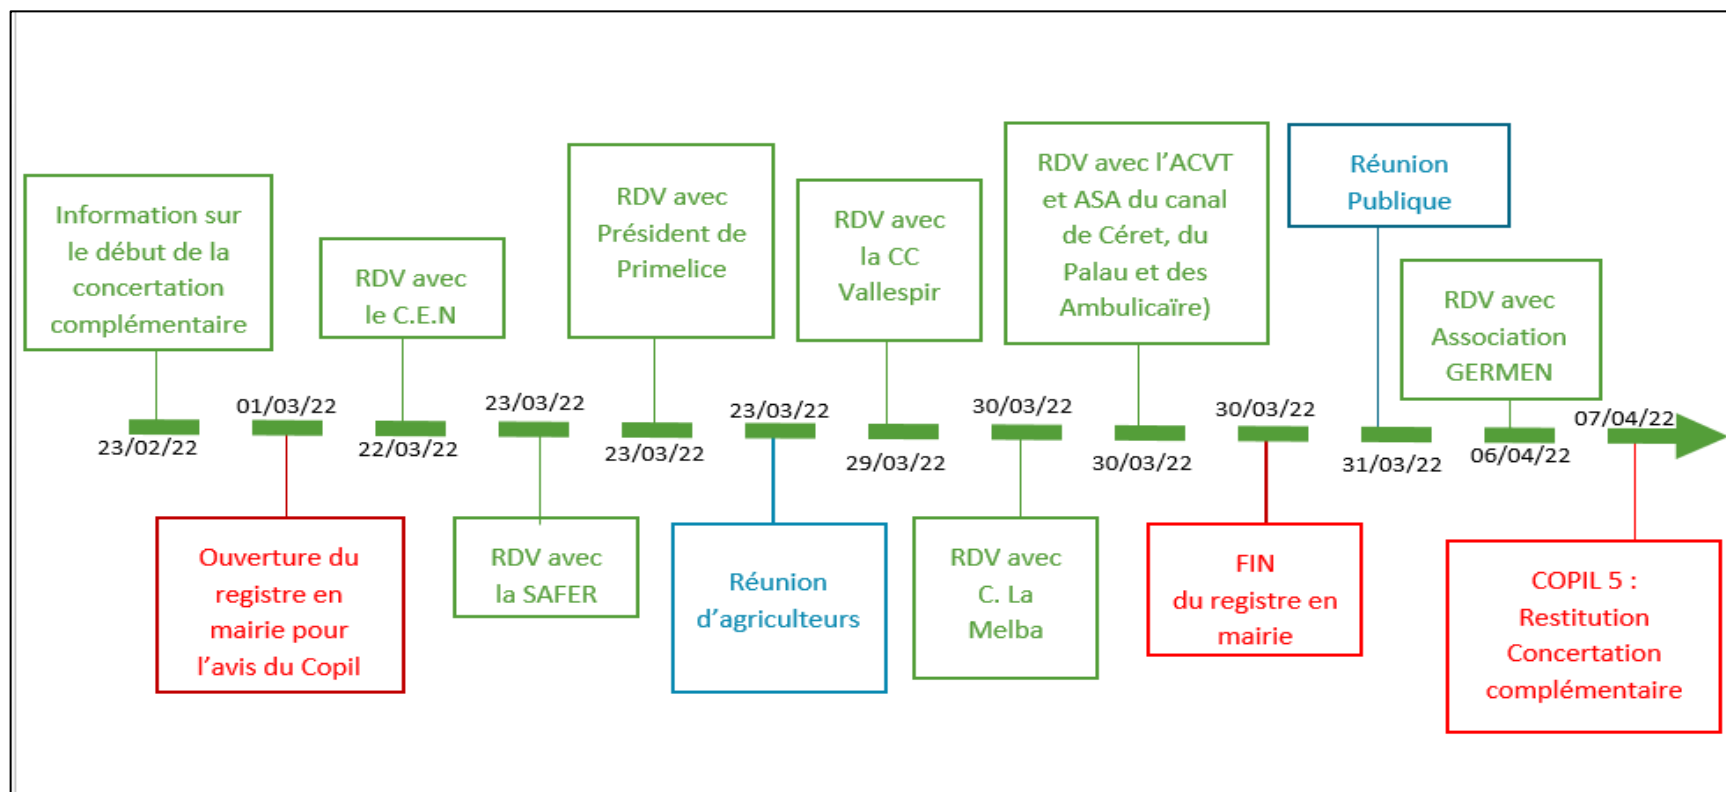 Information sur
le début de la
concertation
complémentaire
23/02/22
01/03/22
Ouverture du
registre en
mairie pour
l'avis du Copil
RDV avec
le C.E.N
22/03/22
23/03/22
RDV avec
la SAFER
RDV avec
Président de
Primelice
23/03/22
23/03/22
Réunion
d'agriculteurs
RDV avec
la CC
Vallespir
29/03/22
30/03/22
RDV avec
C. La
Melba
RDV avec l'ACVT
et ASA du canal
de Céret, du
Palau et des
Ambulicaïre)
30/03/22
30/03/22
FIN
du registre en
mairie
Réunion
Publique
31/03/22
RDV avec
Association
GERMEN
06/04/22
07/04/22
COPIL 5 :
Restitution
Concertation
complémentaire